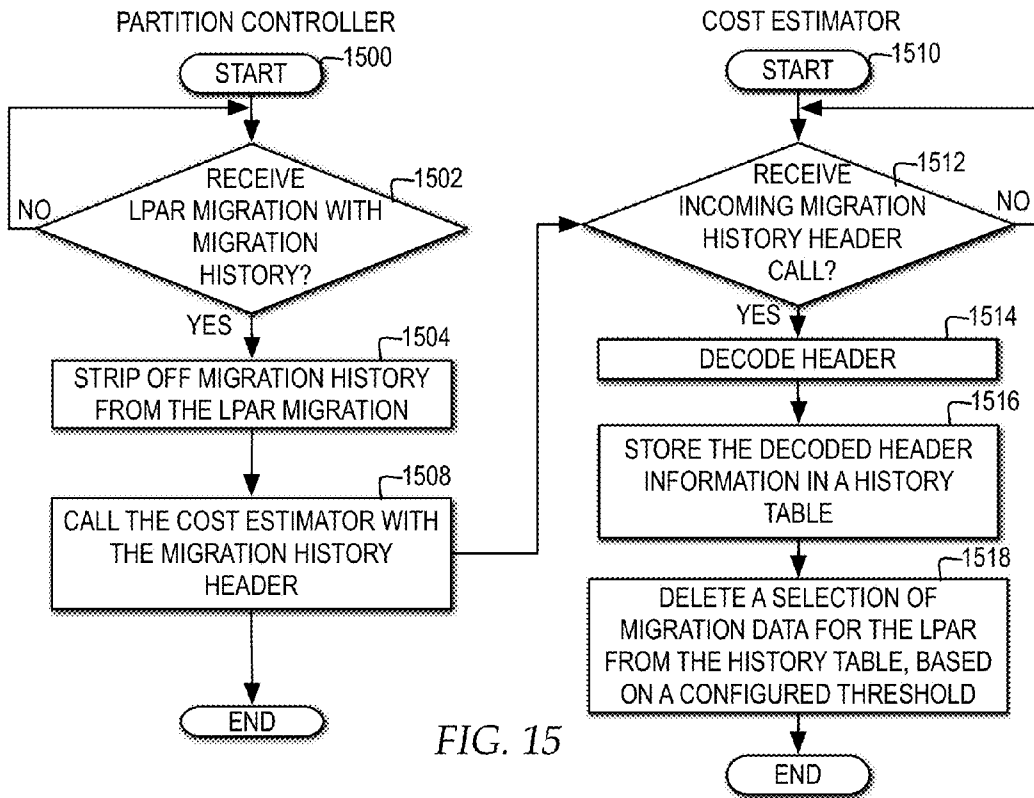 PARTITION CONTROLLER
1500
START
RECEIVE
LPAR MIGRATION WITH
MIGRATION
HISTORY?
1502
NO
YES
1504
STRIP OFF MIGRATION HISTORY
FROM THE LPAR MIGRATION
1508
CALL THE COST ESTIMATOR WITH
THE MIGRATION HISTORY
HEADER
END
COST ESTIMATOR
1510
START
RECEIVE
INCOMING MIGRATION
HISTORY HEADER
CALL?
1512
NO
YES
1514
DECODE HEADER
1516
STORE THE DECODED HEADER
INFORMATION IN A HISTORY
TABLE
1518
DELETE A SELECTION OF
MIGRATION DATA FOR THE LPAR
FROM THE HISTORY TABLE, BASED
ON A CONFIGURED THRESHOLD
END
FIG. 15